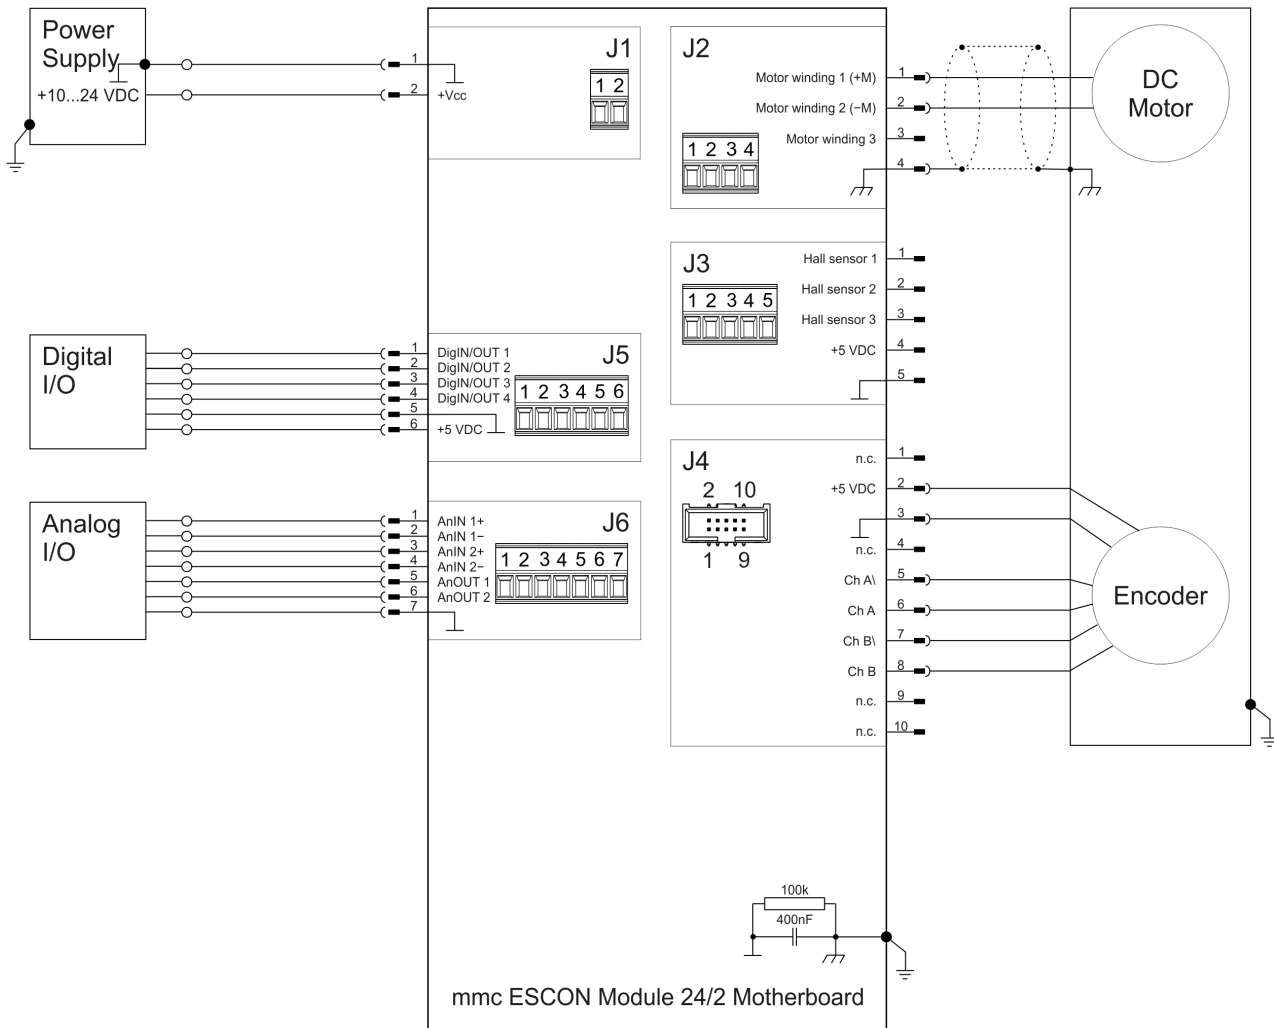 Power
Supply
+10...24 VDC
1
2
+Vcc
J1
1 2
J2
Motor winding 1 (+M)
1
Motor winding 2 (−M)
2
Motor winding 3
3
4
1 2 3 4
DC
Motor
J3
1 2 3 4 5
Hall sensor 1
1
Hall sensor 2
2
Hall sensor 3
3
+5 VDC
4
5
Digital
I/O
1
DigIN/OUT 1
2
DigIN/OUT 2
3
DigIN/OUT 3
4
DigIN/OUT 4
5
6
+5 VDC
J5
1 2 3 4 5 6
J4
2 10
1 9
n.c.
1
+5 VDC
2
3
n.c.
4
Ch A\
5
Ch A
6
Ch B\
7
Ch B
8
n.c.
9
n.c.
10
Encoder
Analog
I/O
1
AnIN 1+
2
AnIN 1−
3
AnIN 2+
4
AnIN 2−
5
AnOUT 1
6
AnOUT 2
7
J6
1 2 3 4 5 6 7
100k
400nF
mmc ESCON Module 24/2 Motherboard